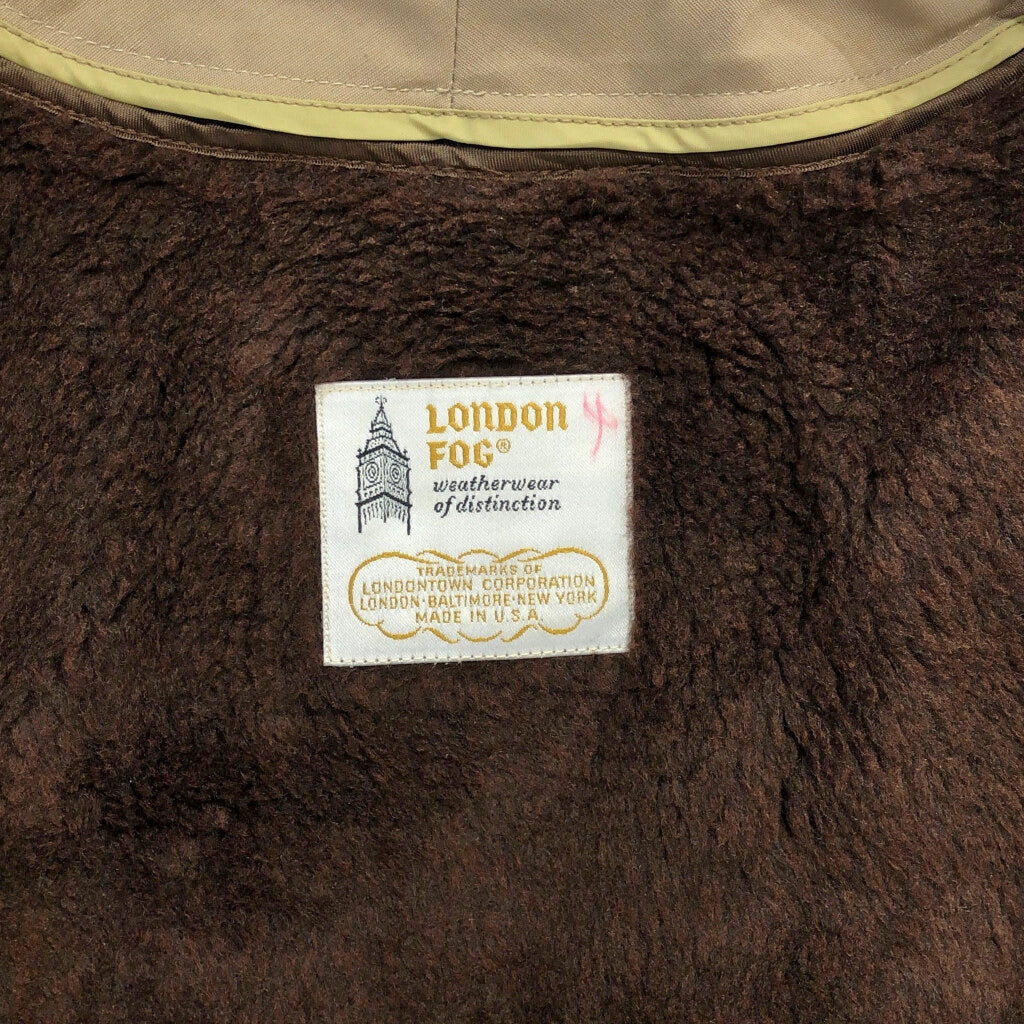 LONDON
FOG®
weatherwear
of distinction
TRADEMARKS OF
LONDONTOWN CORPORATION
LONDON·BALTIMORE·NEW YORK
MADE IN U.S.A.